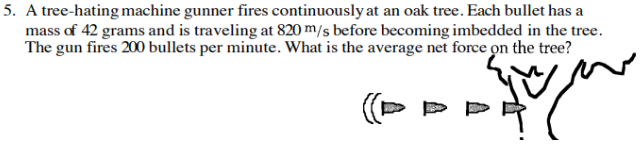 5. A tree-hating machine gunner fires continuously at an oak tree. Each bullet has a
mass of 42 grams and is traveling at 820 m/s before becoming imbedded in the tree.
The gun fires 200 bullets per minute. What is the average net force on the tree?